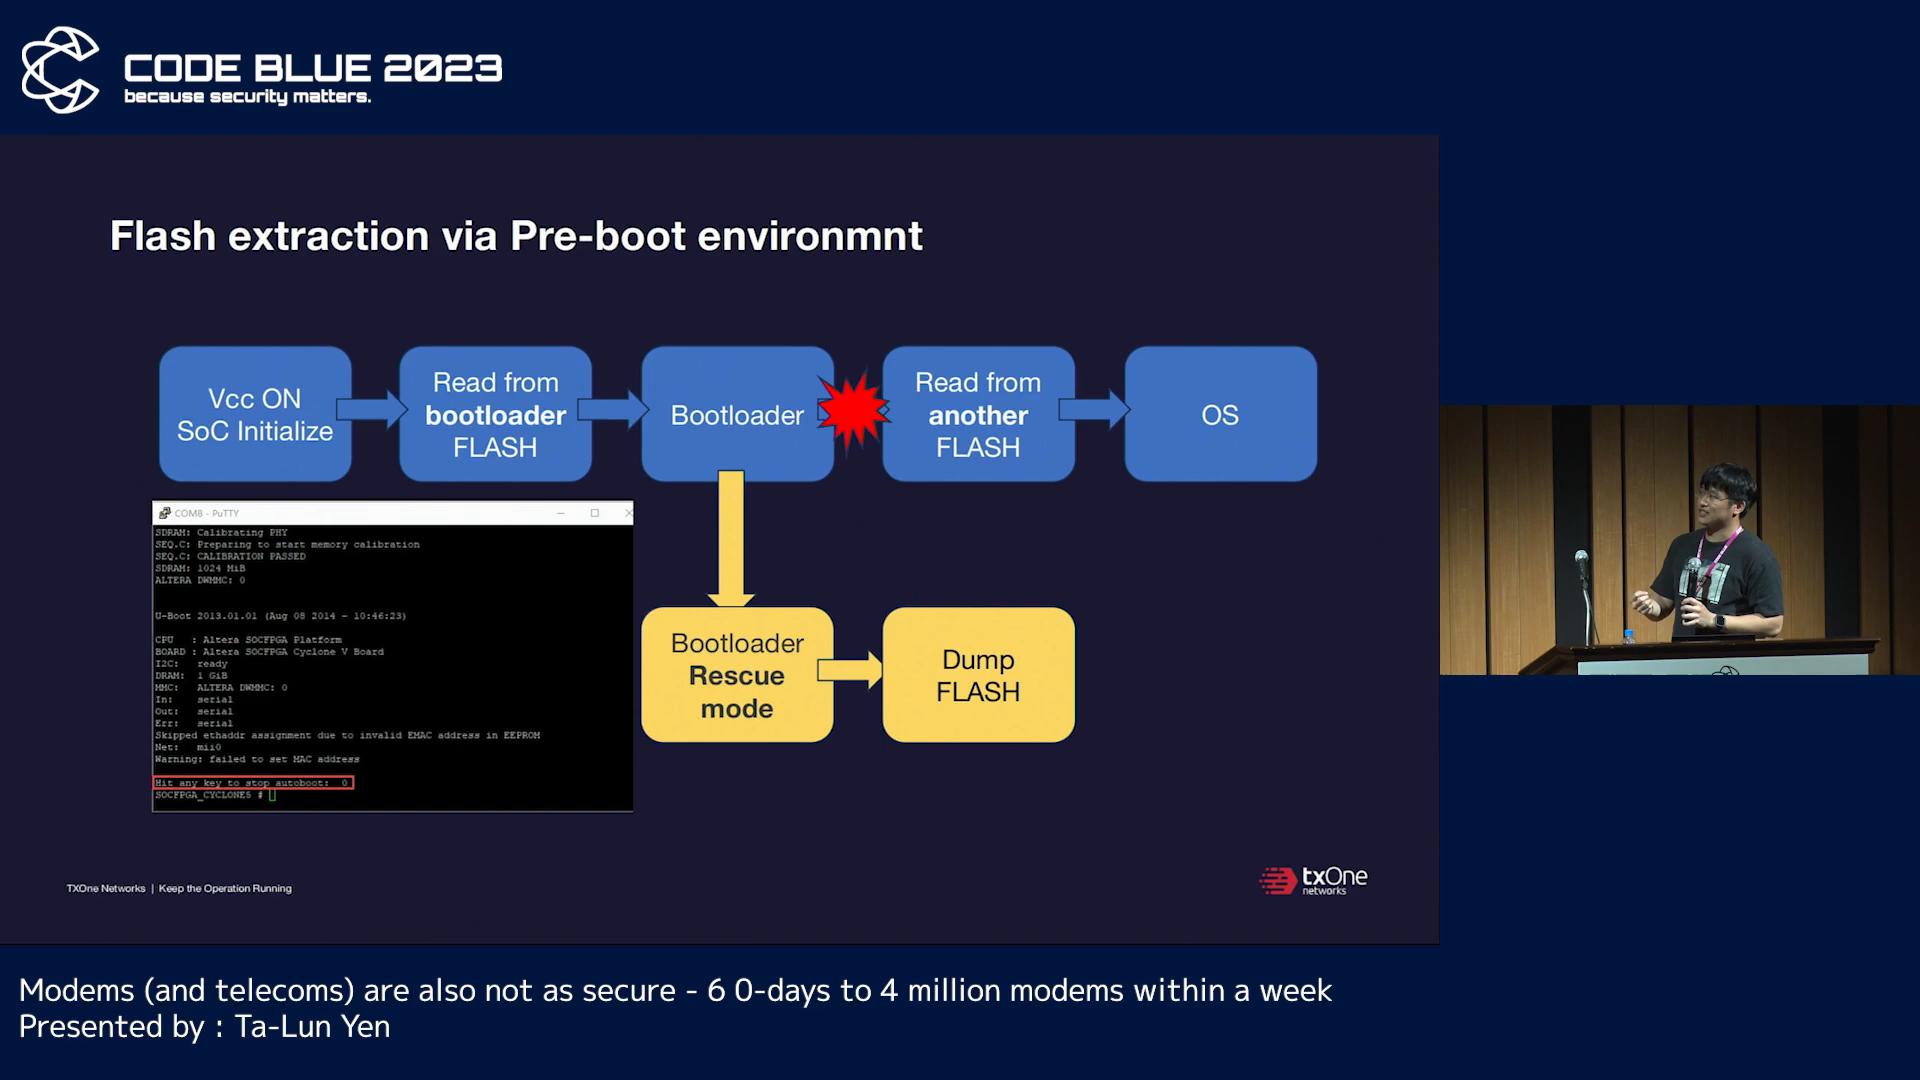 CODE BLUE 2023
because security matters.
Flash extraction via Pre-boot environmnt
Vcc ON
SoC Initialize
Read from
bootloader
FLASH
Bootloader
Read from
another
FLASH
OS
COM8 - PuTTY
SDRAM: Calibrating PHY
SEQ.C: Preparing to start memory calibration
SEQ.C: CALIBRATION PASSED
SDRAM: 1024 MiB
ALTERA DWMMC: 0
U-Boot 2013.01.01 (Aug 08 2014 - 10:46:23)
CPU   : Altera SOCFPGA Platform
BOARD : Altera SOCFPGA Cyclone V Board
I2C:   ready
DRAM:  1 GiB
MMC:   ALTERA DWMMC: 0
In:    serial
Out:   serial
Err:   serial
Skipped ethaddr assignment due to invalid EMAC address in EEPROM
Net:   mii0
Warning: failed to set MAC address
Hit any key to stop autoboot:  0
SOCFPGA_CYCLONE5 #
Bootloader
Rescue
mode
Dump
FLASH
TXOne Networks | Keep the Operation Running
txOne
networks
Modems (and telecoms) are also not as secure - 6 0-days to 4 million modems within a week
Presented by : Ta-Lun Yen